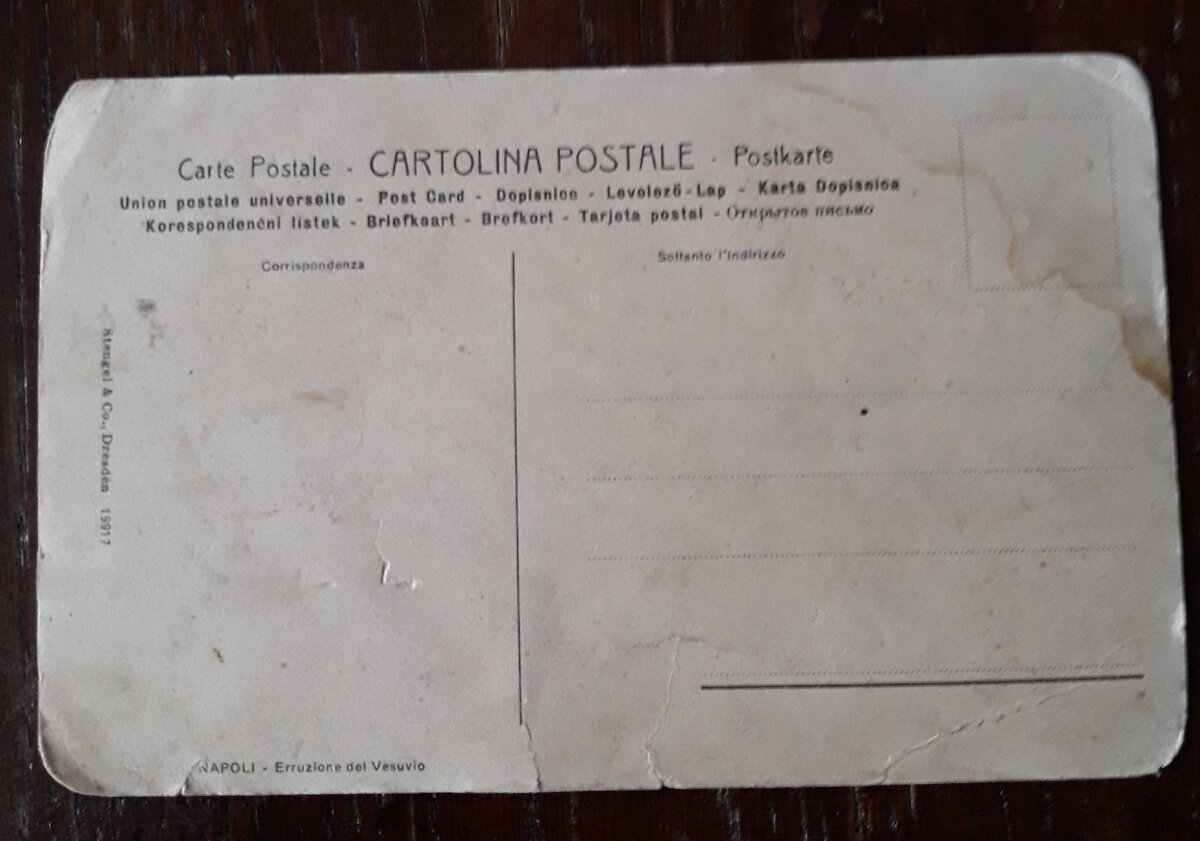 Carte Postale - CARTOLINA POSTALE - Postkarte
Union postale universelle - Post Card - Dopisnice - Levelező-Lap - Karta Dopisnica
Korespondenční listek - Briefkaart - Brefkort - Tarjeta postal - Открытое письмо
Corrispondenza
Soltanto l'indirizzo
Stengel & Co., Dresden 19917
NAPOLI - Erruzione del Vesuvio